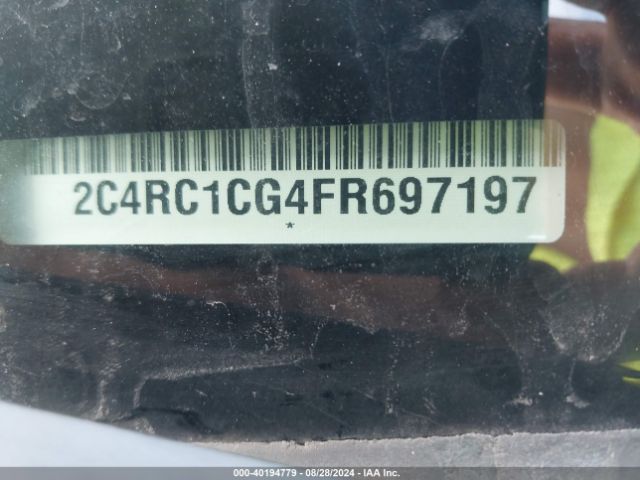 2C4RC1CG4FR697197
*
000-40194779 - 08/28/2024 - IAA Inc.